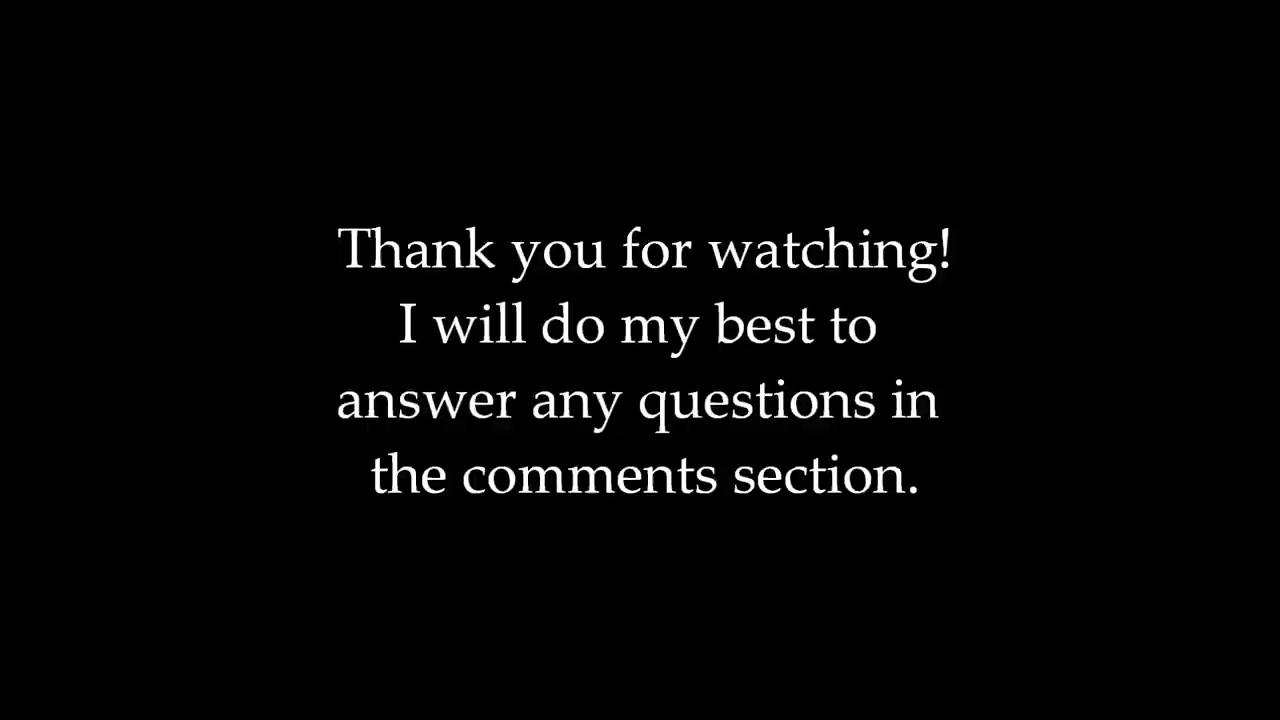 Thank you for watching!
I will do my best to
answer any questions in
the comments section.